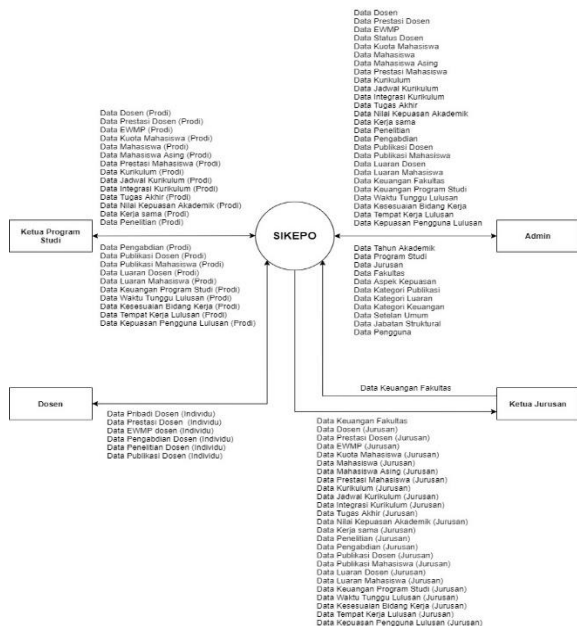 Data Dosen
Data Prestasi Dosen
Data EWMP
Data Status Dosen
Data Kuota Mahasiswa
Data Mahasiswa
Data Mahasiswa Asing
Data Prestasi Mahasiswa
Data Kurikulum
Data Jadwal Kurikulum
Data Integrasi Kurikulum
Data Tugas Akhir
Data Nilai Kepuasan Akademik
Data Kerja sama
Data Penelitian
Data Pengabdian
Data Publikasi Dosen
Data Publikasi Mahasiswa
Data Luaran Dosen
Data Luaran Mahasiswa
Data Keuangan Fakultas
Data Keuangan Program Studi
Data Waktu Tunggu Lulusan
Data Kesesuaian Bidang Kerja
Data Tempat Kerja Lulusan
Data Kepuasan Pengguna Lulusan
Data Dosen (Prodi)
Data Prestasi Dosen (Prodi)
Data EWMP (Prodi)
Data Kuota Mahasiswa (Prodi)
Data Mahasiswa (Prodi)
Data Mahasiswa Asing (Prodi)
Data Prestasi Mahasiswa (Prodi)
Data Kurikulum (Prodi)
Data Jadwal Kurikulum (Prodi)
Data Integrasi Kurikulum (Prodi)
Data Tugas Akhir (Prodi)
Data Nilai Kepuasan Akademik (Prodi)
Data Kerja sama (Prodi)
Data Penelitian (Prodi)
Ketua Program
Studi
SIKEPO
Admin
Data Pengabdian (Prodi)
Data Publikasi Dosen (Prodi)
Data Publikasi Mahasiswa (Prodi)
Data Luaran Dosen (Prodi)
Data Luaran Mahasiswa (Prodi)
Data Keuangan Program Studi (Prodi)
Data Waktu Tunggu Lulusan (Prodi)
Data Kesesuaian Bidang Kerja (Prodi)
Data Tempat Kerja Lulusan (Prodi)
Data Kepuasan Pengguna Lulusan (Prodi)
Data Tahun Akademik
Data Program Studi
Data Jurusan
Data Fakultas
Data Aspek Kepuasan
Data Kategori Publikasi
Data Kategori Luaran
Data Kategori Keuangan
Data Setelan Umum
Data Jabatan Struktural
Data Pengguna
Data Keuangan Fakultas
Dosen
Ketua Jurusan
Data Pribadi Dosen (Individu)
Data Prestasi Dosen (Individu)
Data EWMP dosen (Individu)
Data Pengabdian Dosen (Individu)
Data Penelitian Dosen (Individu)
Data Publikasi Dosen (Individu)
Data Keuangan Fakultas
Data Dosen (Jurusan)
Data Prestasi Dosen (Jurusan)
Data EWMP (Jurusan)
Data Kuota Mahasiswa (Jurusan)
Data Mahasiswa (Jurusan)
Data Mahasiswa Asing (Jurusan)
Data Prestasi Mahasiswa (Jurusan)
Data Kurikulum (Jurusan)
Data Jadwal Kurikulum (Jurusan)
Data Integrasi Kurikulum (Jurusan)
Data Tugas Akhir (Jurusan)
Data Nilai Kepuasan Akademik (Jurusan)
Data Kerja sama (Jurusan)
Data Penelitian (Jurusan)
Data Pengabdian (Jurusan)
Data Publikasi Dosen (Jurusan)
Data Publikasi Mahasiswa (Jurusan)
Data Luaran Dosen (Jurusan)
Data Luaran Mahasiswa (Jurusan)
Data Keuangan Program Studi (Jurusan)
Data Waktu Tunggu Lulusan (Jurusan)
Data Kesesuaian Bidang Kerja (Jurusan)
Data Tempat Kerja Lulusan (Jurusan)
Data Kepuasan Pengguna Lulusan (Jurusan)